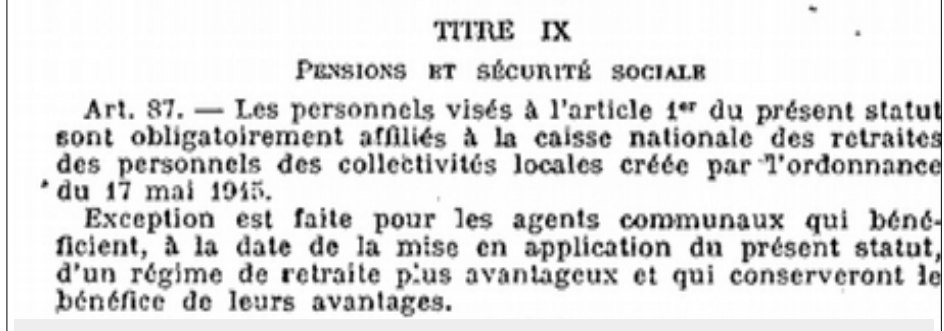 TITRE IX
PENSIONS ET SÉCURITÉ SOCIALE
Art. 87. — Les personnels visés à l'article 1er du présent statut
sont obligatoirement affiliés à la caisse nationale des retraites
des personnels des collectivités locales créée par l'ordonnance
du 17 mai 1945.
Exception est faite pour les agents communaux qui béné-
ficient, à la date de la mise en application du présent statut,
d'un régime de retraite plus avantageux et qui conserveront le
bénéfice de leurs avantages.